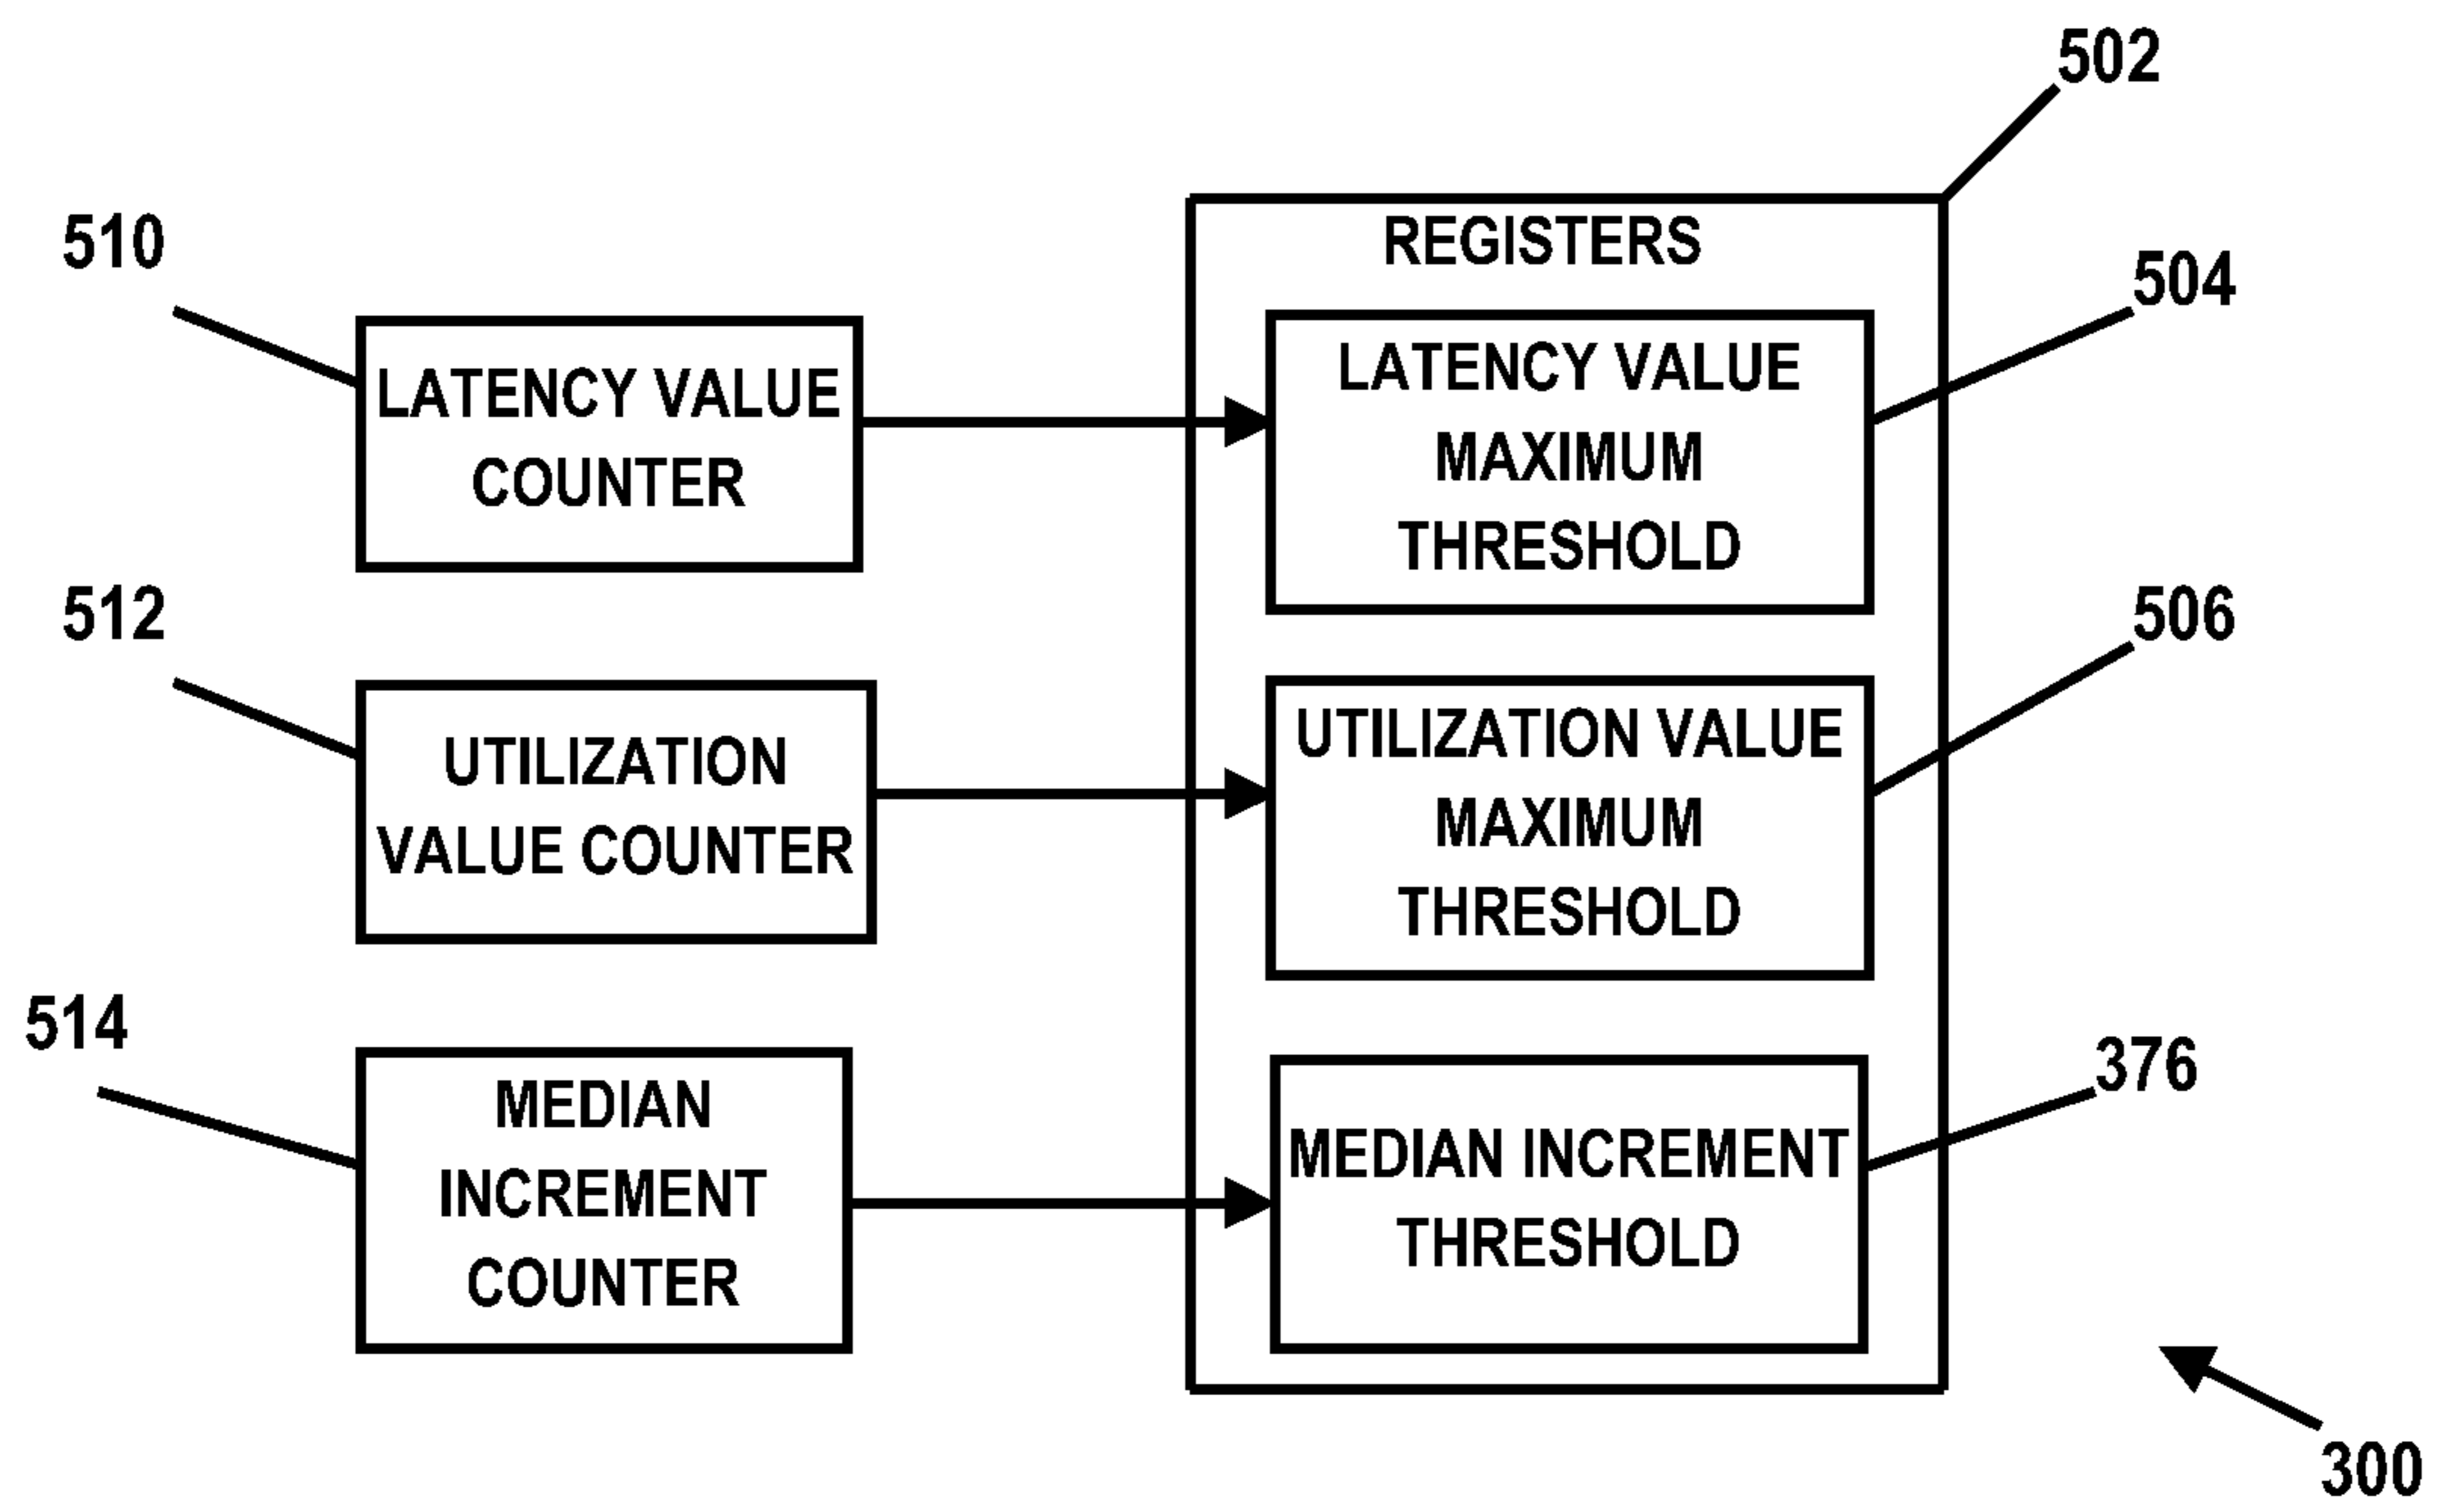 502
REGISTERS
510
504
LATENCY VALUE
COUNTER
LATENCY VALUE
MAXIMUM
THRESHOLD
512
506
UTILIZATION
VALUE COUNTER
UTILIZATION VALUE
MAXIMUM
THRESHOLD
514
376
MEDIAN
INCREMENT
COUNTER
MEDIAN INCREMENT
THRESHOLD
300